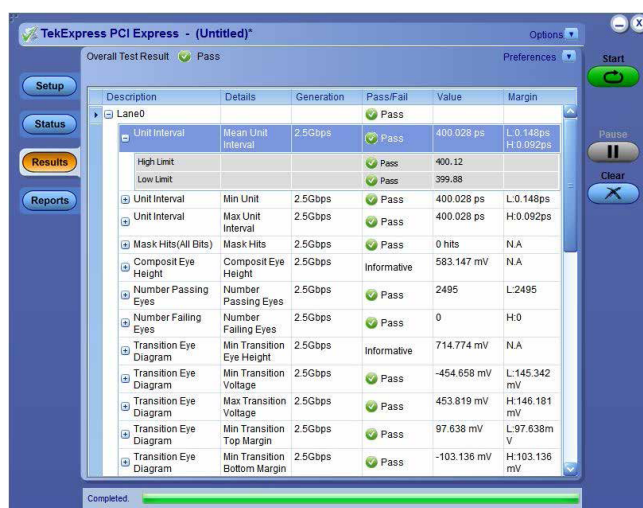 TekExpress PCI Express - (Untitled)*
Options
Overall Test Result Pass
Preferences
Start
Setup
Status
Results
Reports
Pause
Clear
Description Details Generation Pass/Fail Value Margin
Lane0 Pass
Unit Interval Mean Unit Interval 2.5Gbps Pass 400.028 ps L:0.148ps H:0.092ps
High Limit Pass 400.12
Low Limit Pass 399.88
Unit Interval Min Unit 2.5Gbps Pass 400.028 ps L:0.148ps
Unit Interval Max Unit Interval 2.5Gbps Pass 400.028 ps H:0.092ps
Mask Hits(All Bits) Mask Hits 2.5Gbps Pass 0 hits N.A
Composit Eye Height Composit Eye Height 2.5Gbps Informative 583.147 mV N.A
Number Passing Eyes Number Passing Eyes 2.5Gbps Pass 2495 L:2495
Number Failing Eyes Number Failing Eyes 2.5Gbps Pass 0 H:0
Transition Eye Diagram Min Transition Eye Height 2.5Gbps Informative 714.774 mV N.A
Transition Eye Diagram Min Transition Voltage 2.5Gbps Pass -454.658 mV L:145.342 mV
Transition Eye Diagram Max Transition Voltage 2.5Gbps Pass 453.819 mV H:146.181 mV
Transition Eye Diagram Min Transition Top Margin 2.5Gbps Pass 97.638 mV L:97.638m V
Transition Eye Diagram Min Transition Bottom Margin 2.5Gbps Pass -103.136 mV H:103.136 mV
Completed.